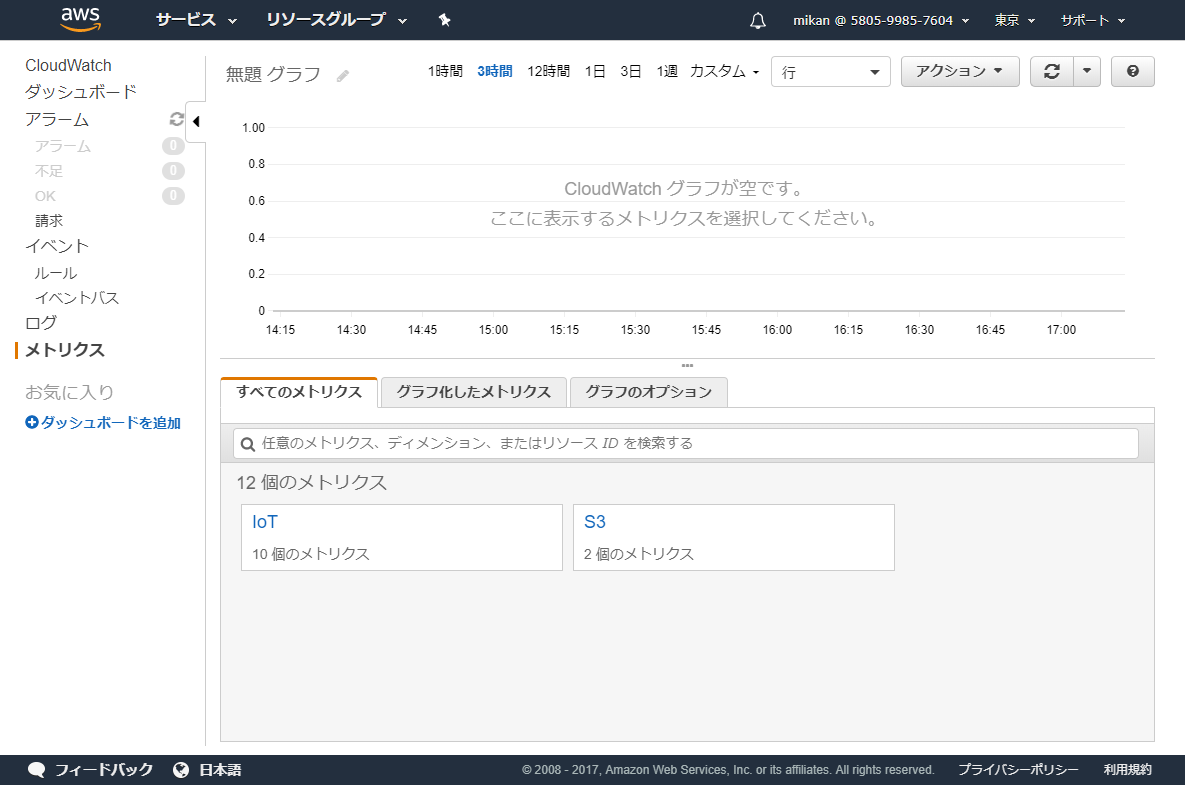 aws サービス リソースグループ mikan @ 5805-9985-7604 東京 サポート
CloudWatch
ダッシュボード
アラーム
アラーム 0
不足 0
OK 0
請求
イベント
ルール
イベントバス
ログ
メトリクス
お気に入り
ダッシュボードを追加
無題 グラフ 1時間 3時間 12時間 1日 3日 1週 カスタム 行 アクション
1.00
0.8
0.6
0.4
0.2
0
CloudWatch グラフが空です。
ここに表示するメトリクスを選択してください。
14:15 14:30 14:45 15:00 15:15 15:30 15:45 16:00 16:15 16:30 16:45 17:00
すべてのメトリクス グラフ化したメトリクス グラフのオプション
任意のメトリクス、ディメンション、またはリソース ID を検索する
12 個のメトリクス
IoT
10 個のメトリクス
S3
2 個のメトリクス
フィードバック 日本語 © 2008 - 2017, Amazon Web Services, Inc. or its affiliates. All rights reserved. プライバシーポリシー 利用規約